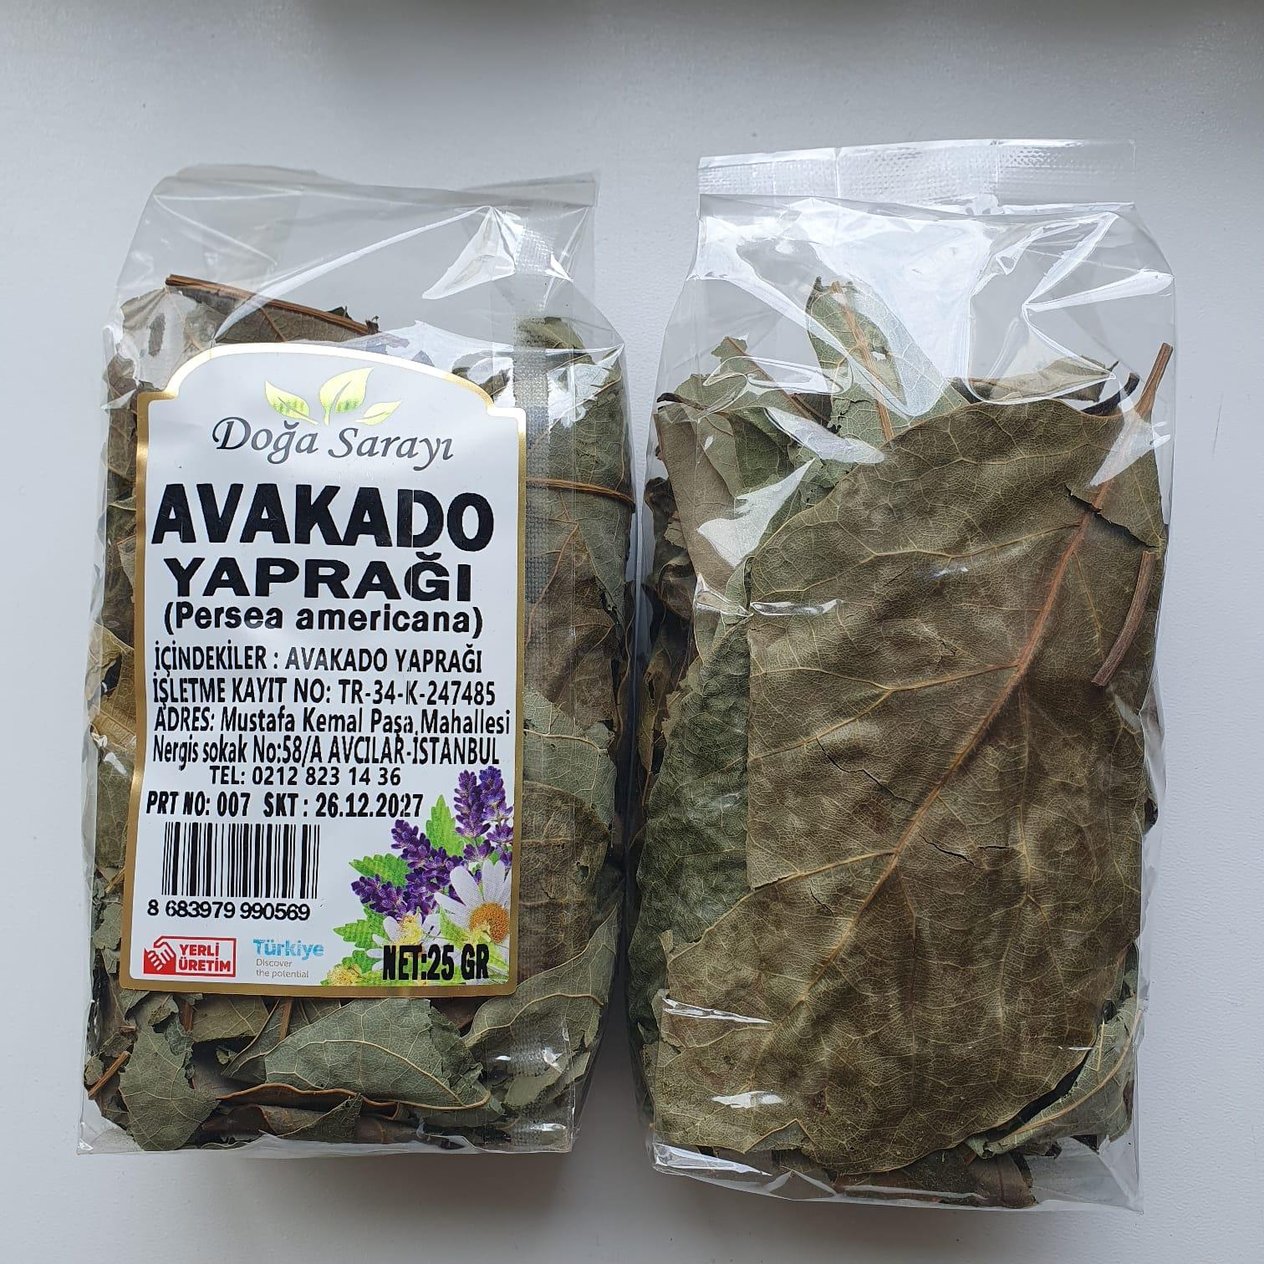 Doğa Sarayı
AVAKADO
YAPRAĞI
(Persea americana)
İÇİNDEKİLER : AVAKADO YAPRAĞI
İŞLETME KAYIT NO: TR-34-K-247485
ADRES: Mustafa Kemal Paşa Mahallesi
Nergis sokak No:58/A AVCILAR-İSTANBUL
TEL: 0212 823 14 36
PRT NO: 007 SKT : 26.12.2027
8 683979 990569
YERLİ
ÜRETİM
Türkiye
Discover
the potential
NET:25 GR